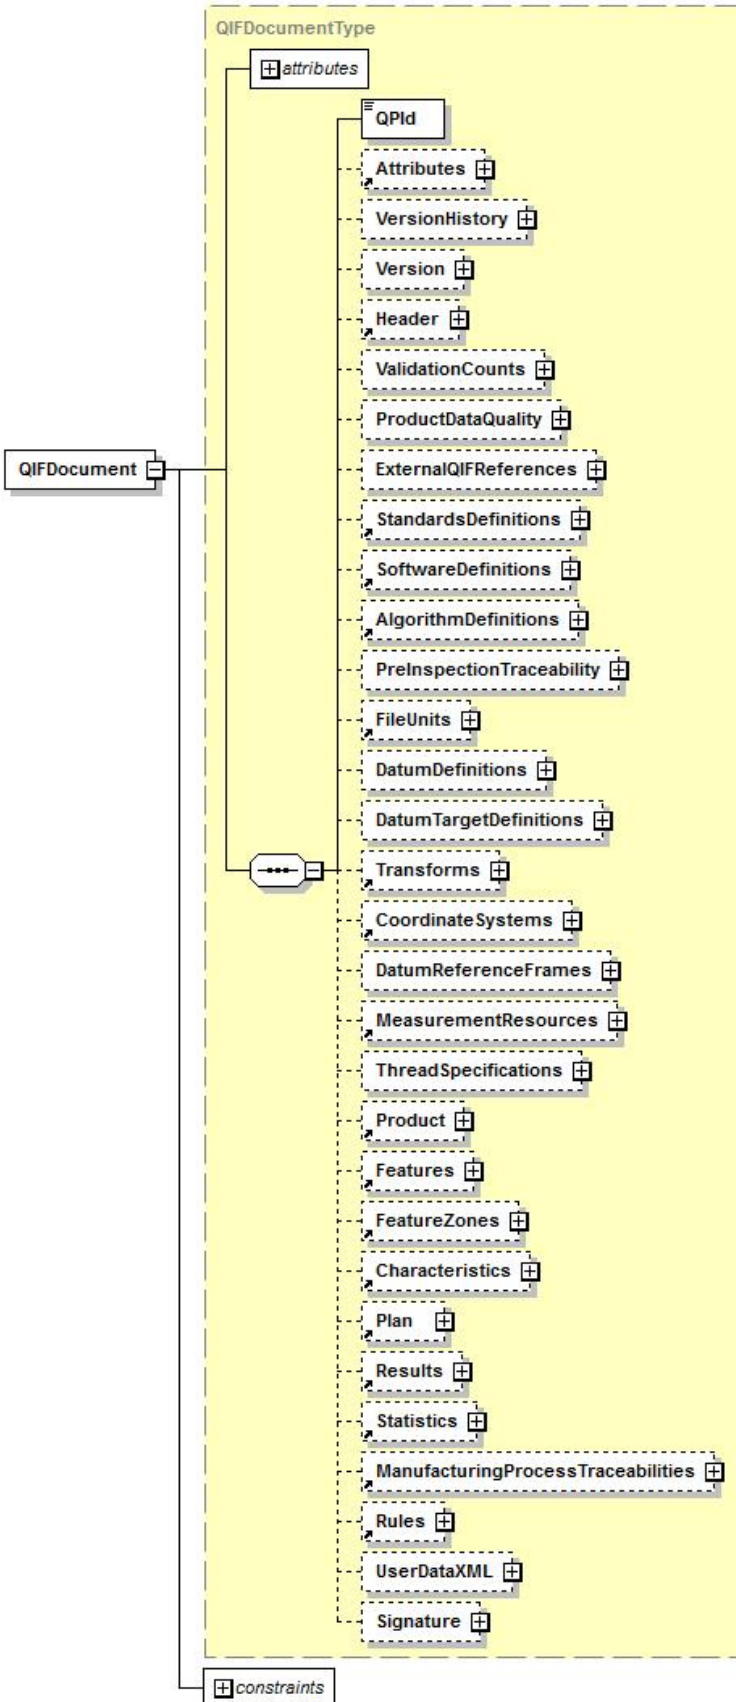 QIFDocumentType
attributes
QPId
Attributes
VersionHistory
Version
Header
ValidationCounts
ProductDataQuality
QIFDocument
ExternalQIFReferences
StandardsDefinitions
SoftwareDefinitions
AlgorithmDefinitions
PreInspectionTraceability
FileUnits
DatumDefinitions
DatumTargetDefinitions
Transforms
CoordinateSystems
DatumReferenceFrames
MeasurementResources
ThreadSpecifications
Product
Features
FeatureZones
Characteristics
Plan
Results
Statistics
ManufacturingProcessTraceabilities
Rules
UserDataXML
Signature
constraints